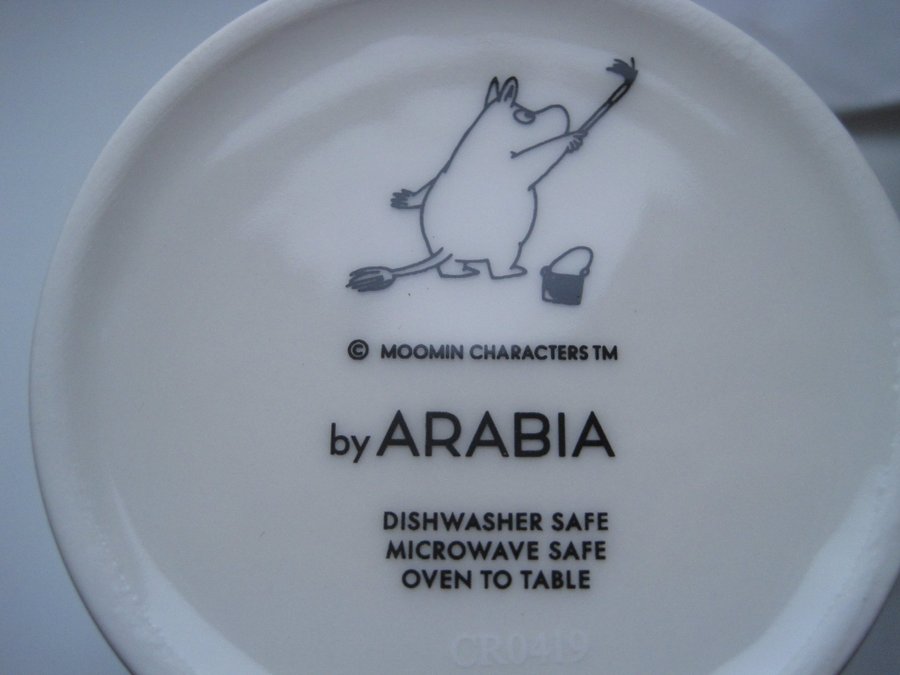 © MOOMIN CHARACTERS TM
by ARABIA
DISHWASHER SAFE
MICROWAVE SAFE
OVEN TO TABLE
CR0419